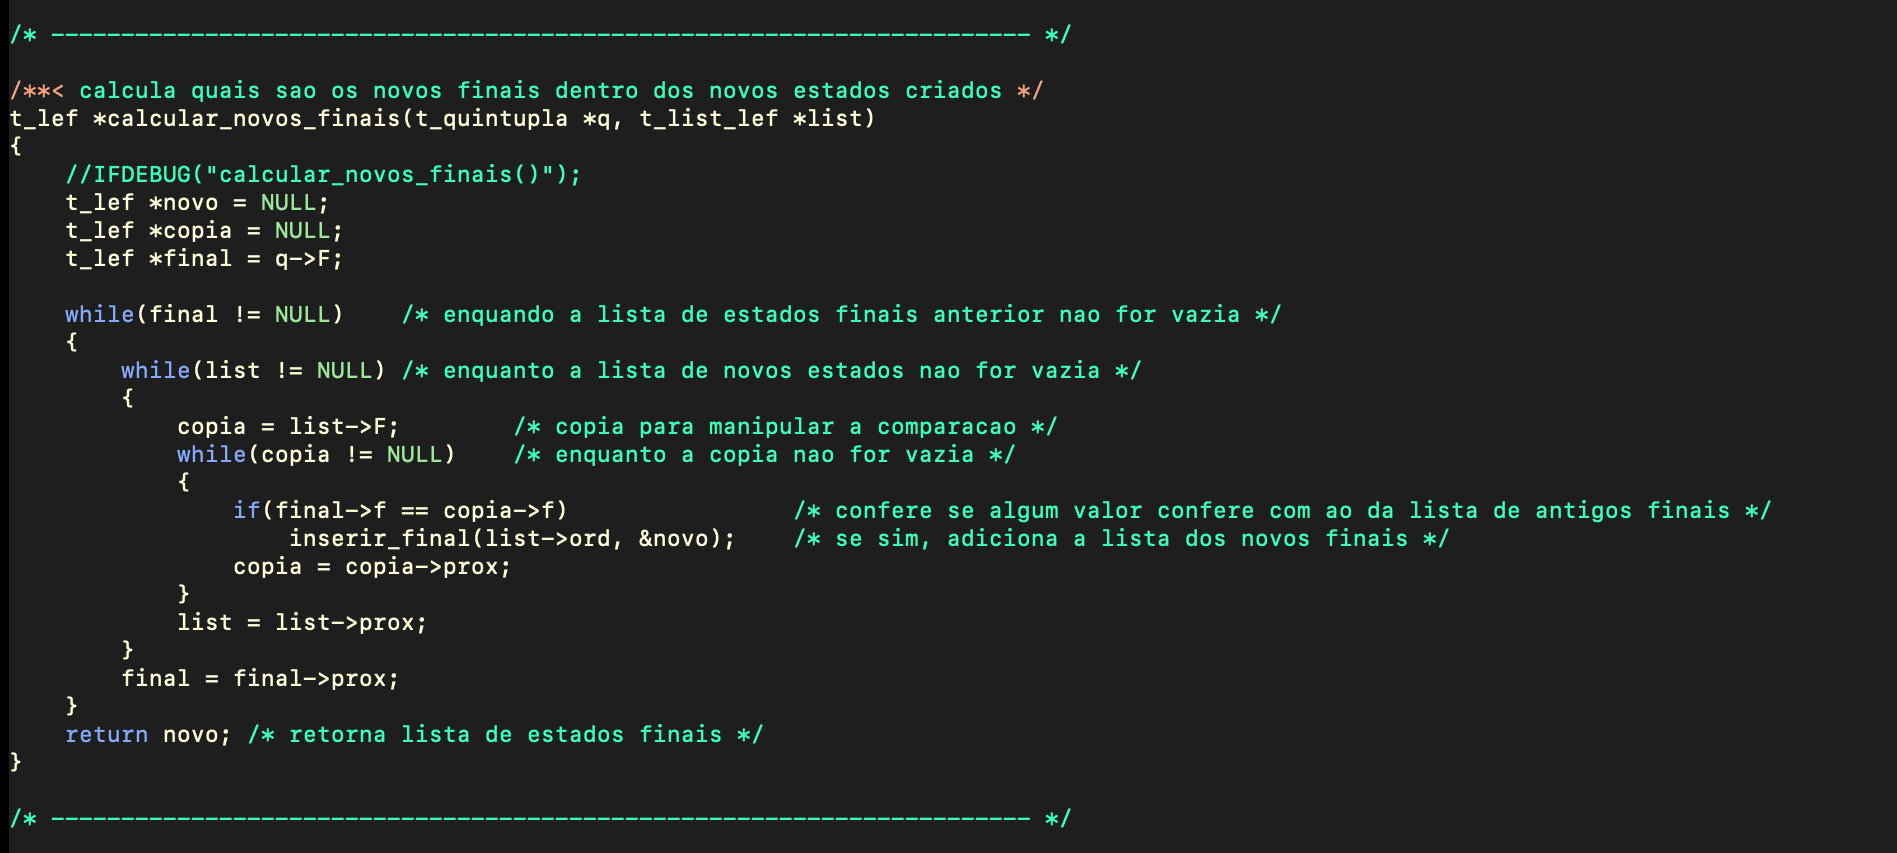 /* ---------------------------------------------------------------------- */
/**< calcula quais sao os novos finais dentro dos novos estados criados */
t_lef *calcular_novos_finais(t_quintupla *q, t_list_lef *list)
{
    //IFDEBUG("calcular_novos_finais()");
    t_lef *novo = NULL;
    t_lef *copia = NULL;
    t_lef *final = q->F;
    while(final != NULL)    /* enquando a lista de estados finais anterior nao for vazia */
    {
        while(list != NULL) /* enquanto a lista de novos estados nao for vazia */
        {
            copia = list->F;        /* copia para manipular a comparacao */
            while(copia != NULL)    /* enquanto a copia nao for vazia */
            {
                if(final->f == copia->f)                /* confere se algum valor confere com ao da lista de antigos finais */
                    inserir_final(list->ord, &novo);    /* se sim, adiciona a lista dos novos finais */
                copia = copia->prox;
            }
            list = list->prox;
        }
        final = final->prox;
    }
    return novo; /* retorna lista de estados finais */
}
/* ---------------------------------------------------------------------- */